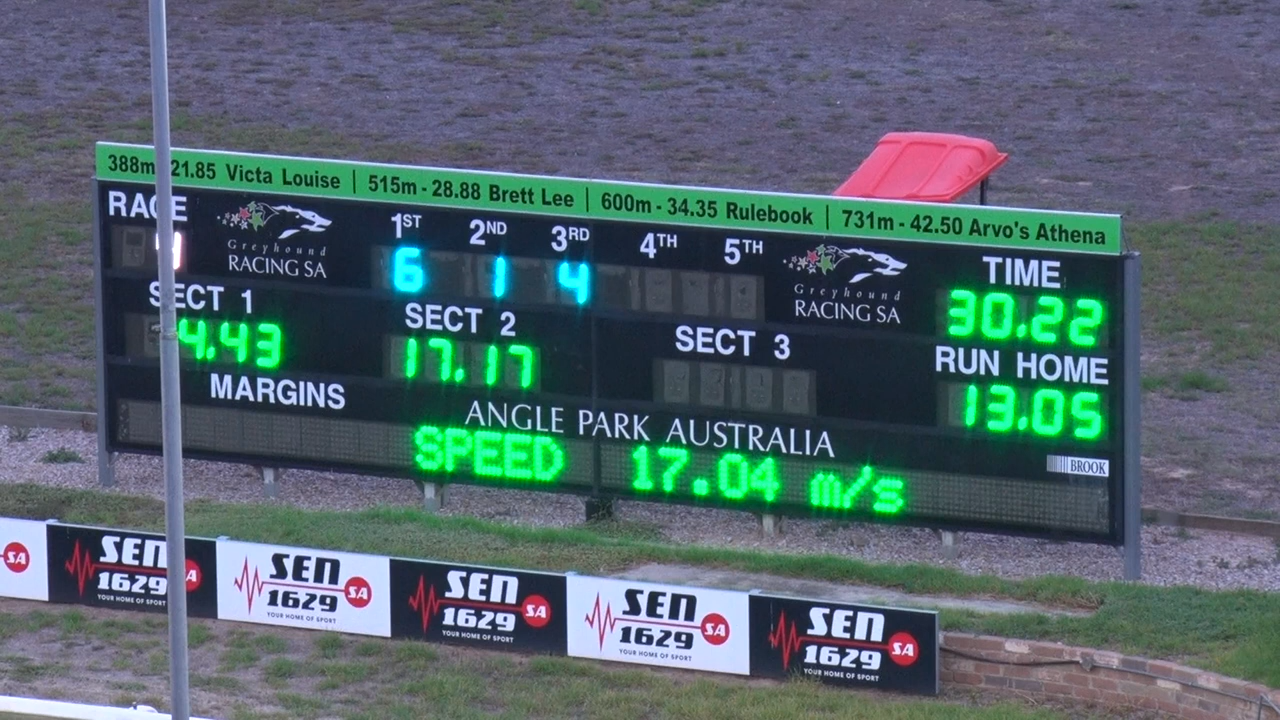 388m 21.85 Victa Louise | 515m - 28.88 Brett Lee | 600m - 34.35 Rulebook | 731m - 42.50 Arvo's Athena
RACE
Greyhound
RACING SA
1ST 2ND 3RD 4TH 5TH
6 1 4
Greyhound
RACING SA
TIME
30.22
SECT 1
4.43
SECT 2
17.17
SECT 3
RUN HOME
13.05
MARGINS
ANGLE PARK AUSTRALIA
SPEED 17.04 m/s
BROOK
SA
SEN
1629
YOUR HOME OF SPORT
SEN
1629
SA
YOUR HOME OF SPORT
SEN
1629
SA
YOUR HOME OF SPORT
SEN
1629
SA
YOUR HOME OF SPORT
SEN
1629
SA
YOUR HOME OF SPORT